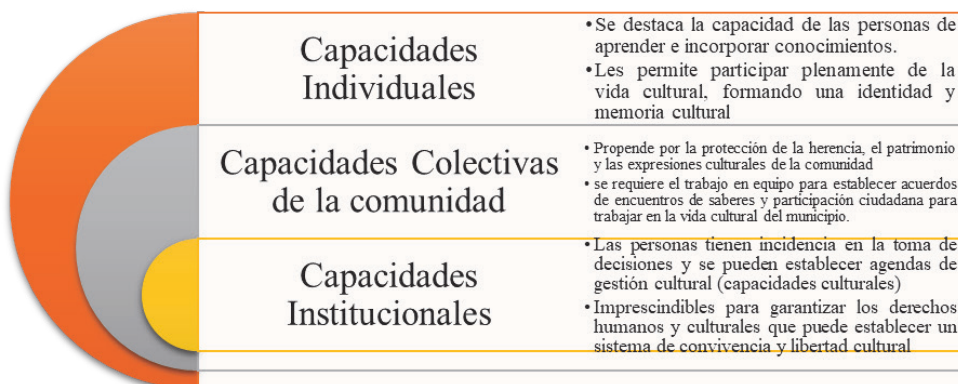 Capacidades
Individuales
•Se destaca la capacidad de las personas de
aprender e incorporar conocimientos.
•Les permite participar plenamente de la
vida cultural, formando una identidad y
memoria cultural
Capacidades Colectivas
de la comunidad
• Propende por la protección de la herencia, el patrimonio
y las expresiones culturales de la comunidad
• se requiere el trabajo en equipo para establecer acuerdos
de encuentros de saberes y participación ciudadana para
trabajar en la vida cultural del municipio.
Capacidades
Institucionales
•Las personas tienen incidencia en la toma de
decisiones y se pueden establecer agendas de
gestión cultural (capacidades culturales)
•Imprescindibles para garantizar los derechos
humanos y culturales que puede establecer un
sistema de convivencia y libertad cultural